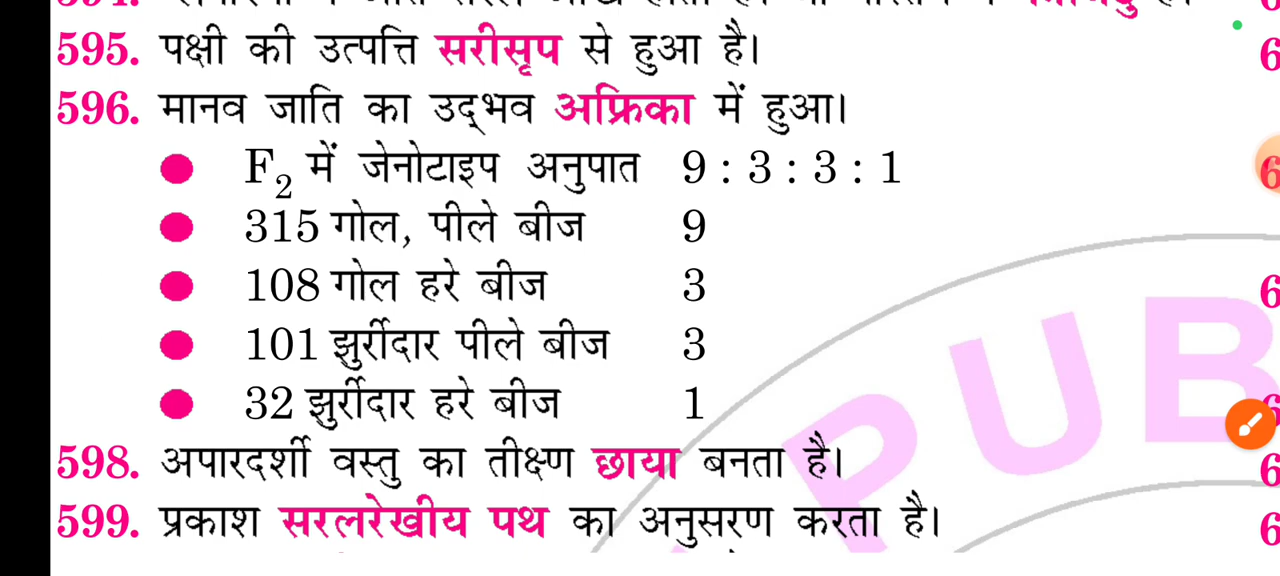 595. पक्षी की उत्पत्ति सरीसृप से हुआ है।
596. मानव जाति का उद्भव अफ्रिका में हुआ।
● F₂ में जेनोटाइप अनुपात 9 : 3 : 3 : 1
● 315 गोल, पीले बीज 9
● 108 गोल हरे बीज 3
● 101 झुर्रीदार पीले बीज 3
● 32 झुर्रीदार हरे बीज 1
598. अपारदर्शी वस्तु का तीक्ष्ण छाया बनता है।
599. प्रकाश सरलरेखीय पथ का अनुसरण करता है।
PUB